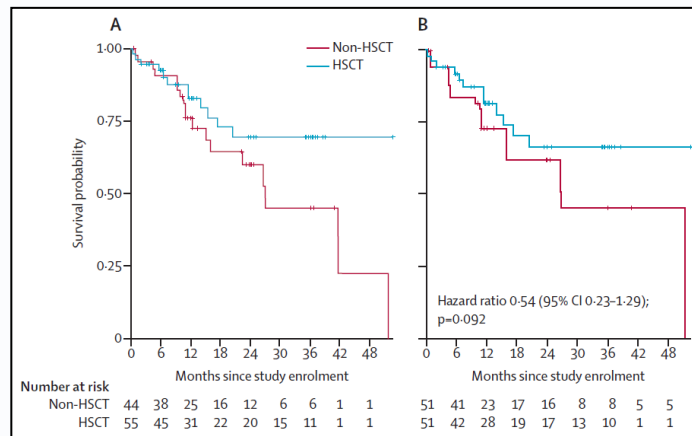 A
B
Non-HSCT
HSCT
1·00
0·75
0·50
0·25
0
Survival probability
Hazard ratio 0·54 (95% CI 0·23–1·29);
p=0·092
0 6 12 18 24 30 36 42 48
0 6 12 18 24 30 36 42 48
Months since study enrolment
Months since study enrolment
Number at risk
Non-HSCT 44 38 25 16 12 6 6 1 1 51 41 23 17 16 8 8 5 5
HSCT 55 45 31 22 20 15 11 1 1 51 42 28 19 17 13 10 1 1